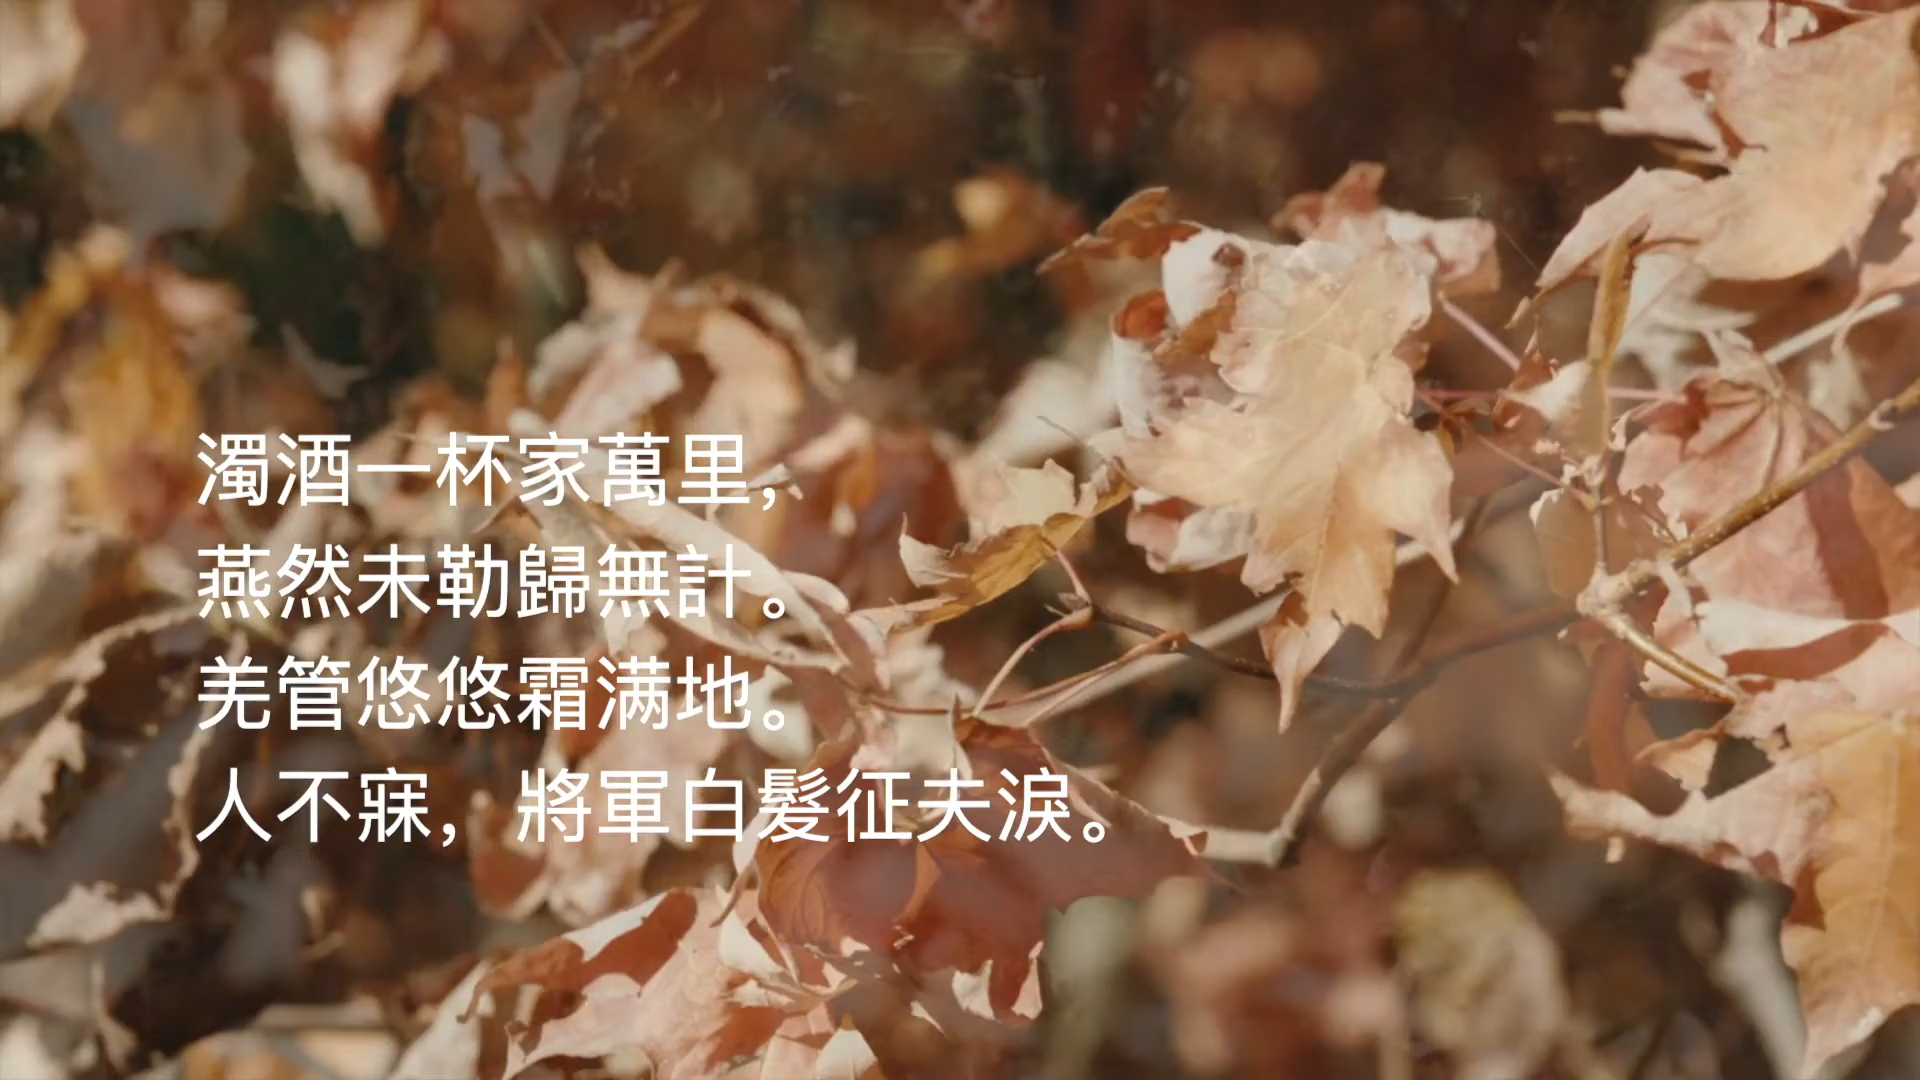 濁酒一杯家萬里,
燕然未勒歸無計。
羌管悠悠霜满地。
人不寐，將軍白髮征夫淚。